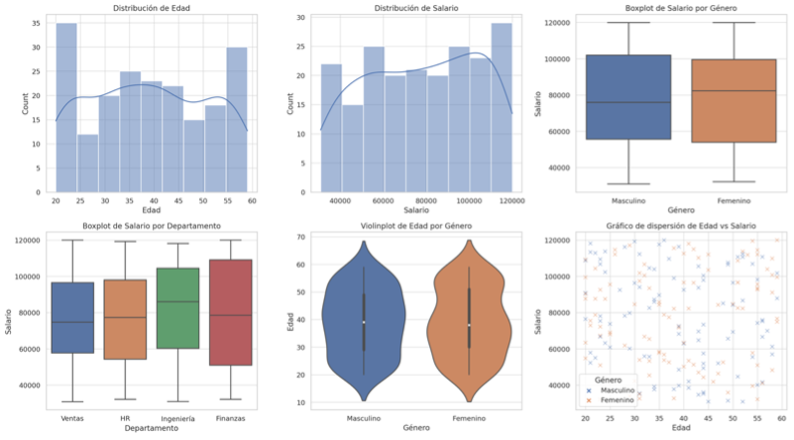 Distribución de Edad
35
30
25
20
15
10
5
0
Count
20 25 30 35 40 45 50 55 60
Edad
Distribución de Salario
30
25
20
15
10
5
0
Count
40000 60000 80000 100000 120000
Salario
Boxplot de Salario por Género
120000
100000
80000
60000
40000
Salario
Masculino Femenino
Género
Boxplot de Salario por Departamento
120000
100000
80000
60000
40000
Salario
Ventas HR Ingeniería Finanzas
Departamento
Violinplot de Edad por Género
70
60
50
40
30
20
10
Edad
Masculino Femenino
Género
Gráfico de dispersión de Edad vs Salario
120000
100000
80000
60000
40000
Salario
Género
Masculino
Femenino
20 25 30 35 40 45 50 55 60
Edad